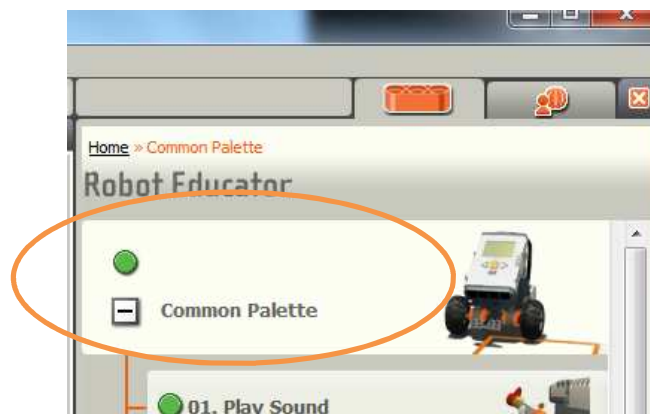 Home » Common Palette
Robot Educator
Common Palette
01. Play Sound